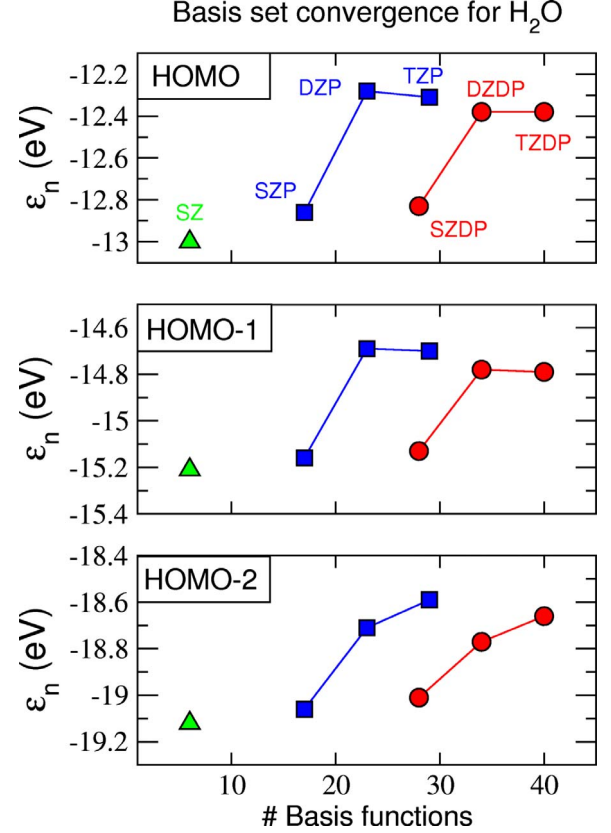 Basis set convergence for H₂O
HOMO
-12.2
-12.4
-12.6
-12.8
-13
εₙ (eV)
SZ
SZP
DZP
TZP
DZDP
TZDP
SZDP
HOMO-1
-14.6
-14.8
-15
-15.2
-15.4
εₙ (eV)
HOMO-2
-18.4
-18.6
-18.8
-19
-19.2
εₙ (eV)
10 20 30 40
# Basis functions